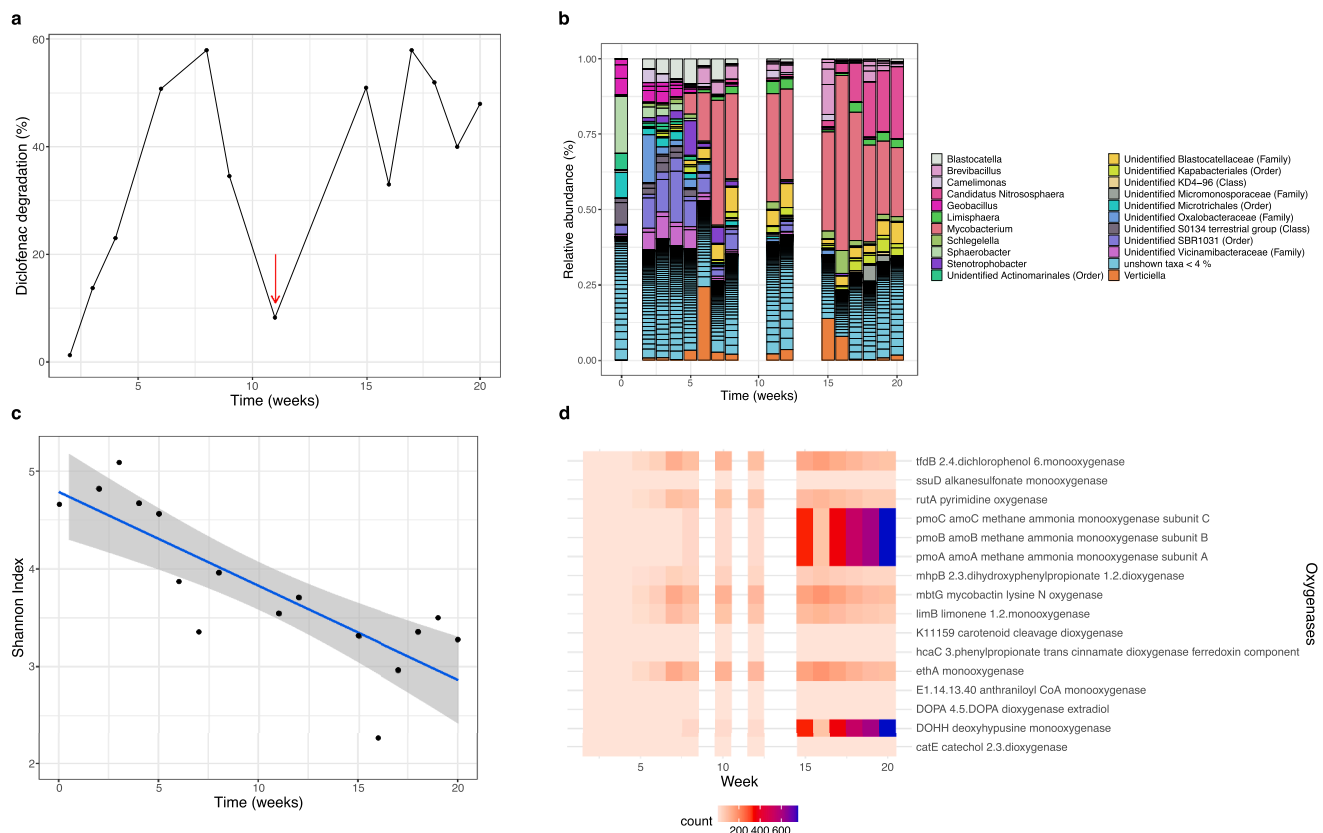 a
Diclofenac degradation (%)
60
40
20
0
5
10
15
20
Time (weeks)
b
Relative abundance (%)
1.00
0.75
0.50
0.25
0.00
0
5
10
15
20
Time (weeks)
Blastocatella
Brevibacillus
Camelimonas
Candidatus Nitrososphaera
Geobacillus
Limisphaera
Mycobacterium
Schlegelella
Sphaerobacter
Stenotrophobacter
Unidentified Actinomarinales (Order)
Unidentified Blastocatellaceae (Family)
Unidentified Kapabacteriales (Order)
Unidentified KD4−96 (Class)
Unidentified Micromonosporaceae (Family)
Unidentified Microtrichales (Order)
Unidentified Oxalobacteraceae (Family)
Unidentified S0134 terrestrial group (Class)
Unidentified SBR1031 (Order)
Unidentified Vicinamibacteraceae (Family)
unshown taxa < 4 %
Verticiella
c
Shannon Index
5
4
3
2
0
5
10
15
20
Time (weeks)
d
tfdB 2.4.dichlorophenol 6.monooxygenase
ssuD alkanesulfonate monooxygenase
rutA pyrimidine oxygenase
pmoC amoC methane ammonia monooxygenase subunit C
pmoB amoB methane ammonia monooxygenase subunit B
pmoA amoA methane ammonia monooxygenase subunit A
mhpB 2.3.dihydroxyphenylpropionate 1.2.dioxygenase
mbtG mycobactin lysine N oxygenase
limB limonene 1.2.monooxygenase
K11159 carotenoid cleavage dioxygenase
hcaC 3.phenylpropionate trans cinnamate dioxygenase ferredoxin component
ethA monooxygenase
E1.14.13.40 anthraniloyl CoA monooxygenase
DOPA 4.5.DOPA dioxygenase extradiol
DOHH deoxyhypusine monooxygenase
catE catechol 2.3.dioxygenase
Oxygenases
5
10
15
20
Week
count
200 400 600